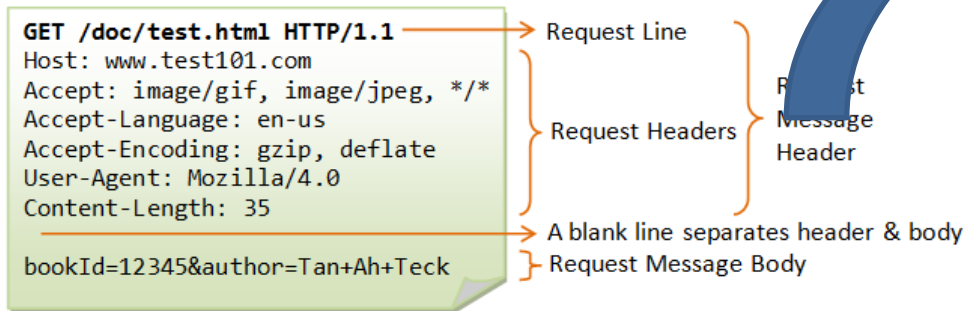 GET /doc/test.html HTTP/1.1
Host: www.test101.com
Accept: image/gif, image/jpeg, */*
Accept-Language: en-us
Accept-Encoding: gzip, deflate
User-Agent: Mozilla/4.0
Content-Length: 35
bookId=12345&author=Tan+Ah+Teck
Request Line
Request Headers
Message
Header
A blank line separates header & body
Request Message Body